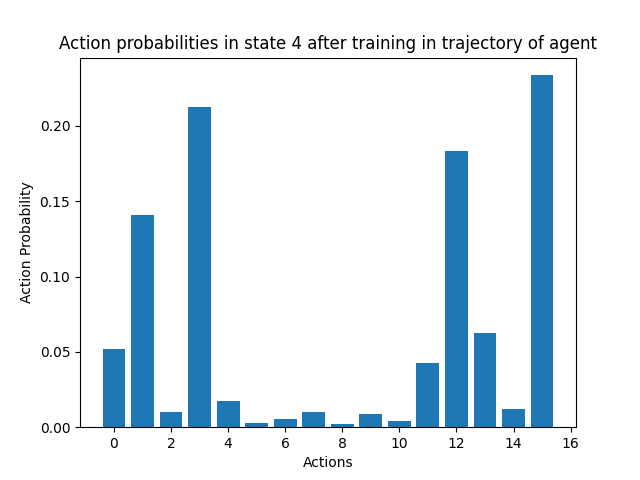 Action probabilities in state 4 after training in trajectory of agent
Action Probability
0.20
0.15
0.10
0.05
0.00
0 2 4 6 8 10 12 14 16
Actions